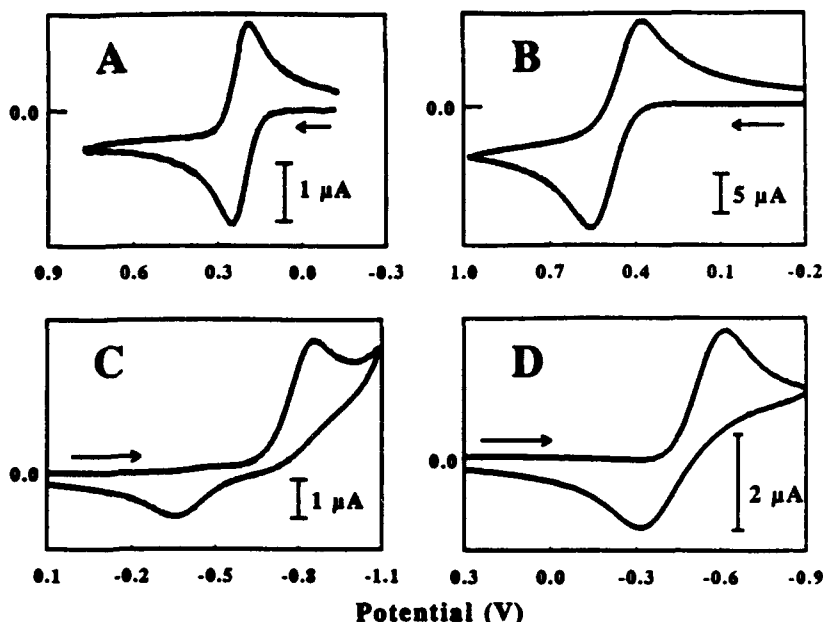 A
B
0.0
0.0
1 μA
5 μA
0.9 0.6 0.3 0.0 -0.3
1.0 0.7 0.4 0.1 -0.2
C
D
0.0
0.0
1 μA
2 μA
0.1 -0.2 -0.5 -0.8 -1.1
0.3 0.0 -0.3 -0.6 -0.9
Potential (V)